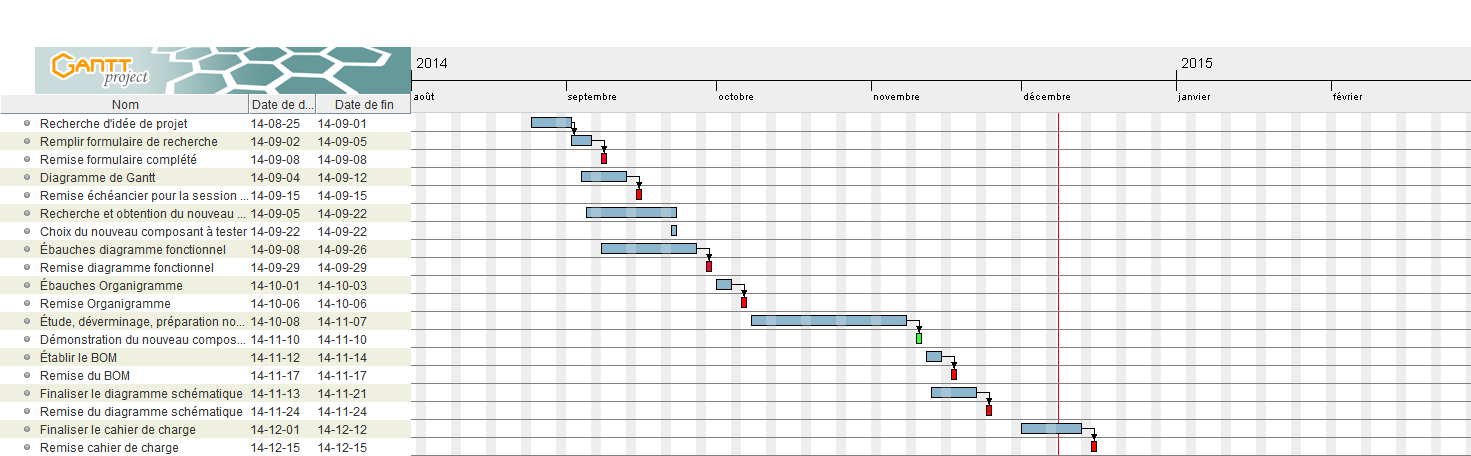 2014
2015
GANTT
project
Nom Date de d... Date de fin
août septembre octobre novembre décembre janvier février
Recherche d'idée de projet 14-08-25 14-09-01
Remplir formulaire de recherche 14-09-02 14-09-05
Remise formulaire complété 14-09-08 14-09-08
Diagramme de Gantt 14-09-04 14-09-12
Remise échéancier pour la session ... 14-09-15 14-09-15
Recherche et obtention du nouveau ... 14-09-05 14-09-22
Choix du nouveau composant à tester 14-09-22 14-09-22
Ébauches diagramme fonctionnel 14-09-08 14-09-26
Remise diagramme fonctionnel 14-09-29 14-09-29
Ébauches Organigramme 14-10-01 14-10-03
Remise Organigramme 14-10-06 14-10-06
Étude, déverminage, préparation no... 14-10-08 14-11-07
Démonstration du nouveau compos... 14-11-10 14-11-10
Établir le BOM 14-11-12 14-11-14
Remise du BOM 14-11-17 14-11-17
Finaliser le diagramme schématique 14-11-13 14-11-21
Remise du diagramme schématique 14-11-24 14-11-24
Finaliser le cahier de charge 14-12-01 14-12-12
Remise cahier de charge 14-12-15 14-12-15